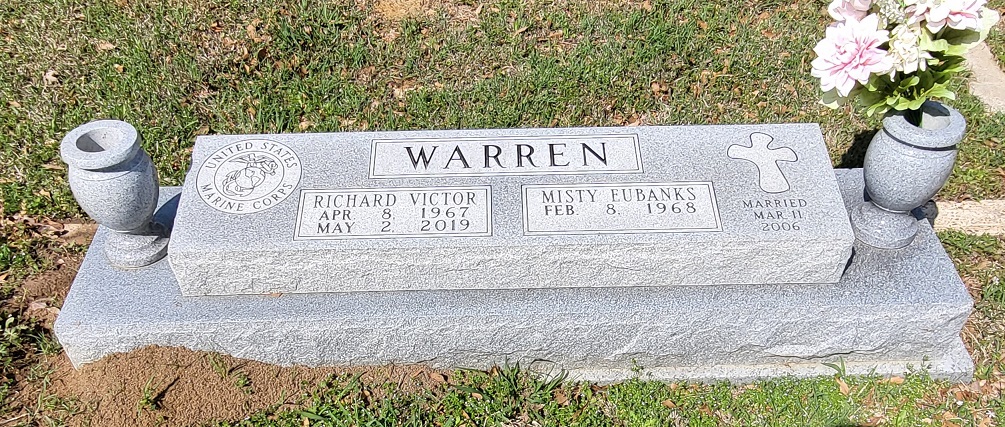 UNITED STATES
MARINE CORPS
WARREN
RICHARD VICTOR
APR. 8, 1967
MAY 2, 2019
MISTY EUBANKS
FEB. 8, 1968
MARRIED
MAR. 11
2006